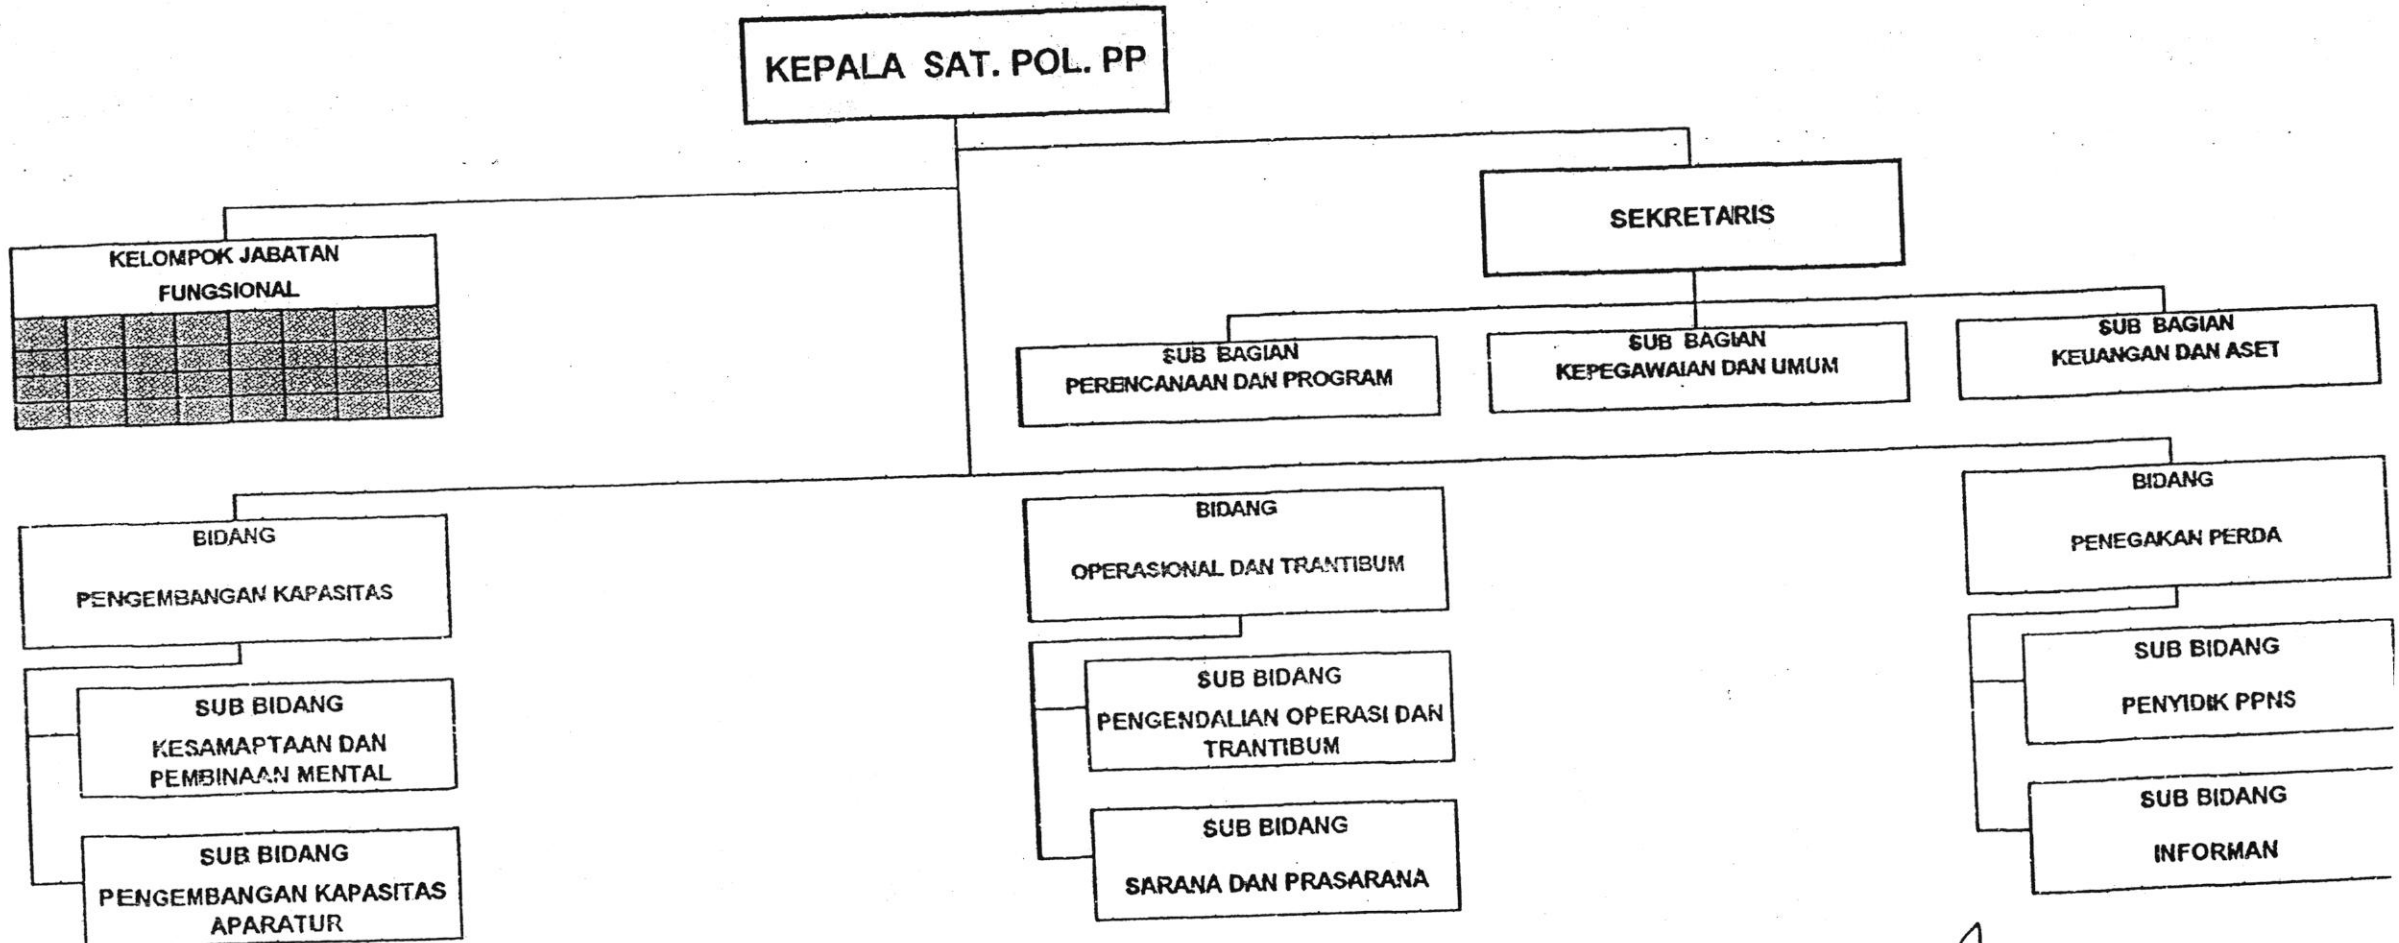 KEPALA SAT. POL. PP
SEKRETARIS
KELOMPOK JABATAN
FUNGSIONAL
SUB BAGIAN
PERENCANAAN DAN PROGRAM
SUB BAGIAN
KEPEGAWAIAN DAN UMUM
SUB BAGIAN
KEUANGAN DAN ASET
BIDANG
PENGEMBANGAN KAPASITAS
BIDANG
OPERASIONAL DAN TRANTIBUM
BIDANG
PENEGAKAN PERDA
SUB BIDANG
KESAMAPTAAN DAN
PEMBINAAN MENTAL
SUB BIDANG
PENGEMBANGAN KAPASITAS
APARATUR
SUB BIDANG
PENGENDALIAN OPERASI DAN
TRANTIBUM
SUB BIDANG
SARANA DAN PRASARANA
SUB BIDANG
PENYIDIK PPNS
SUB BIDANG
INFORMAN